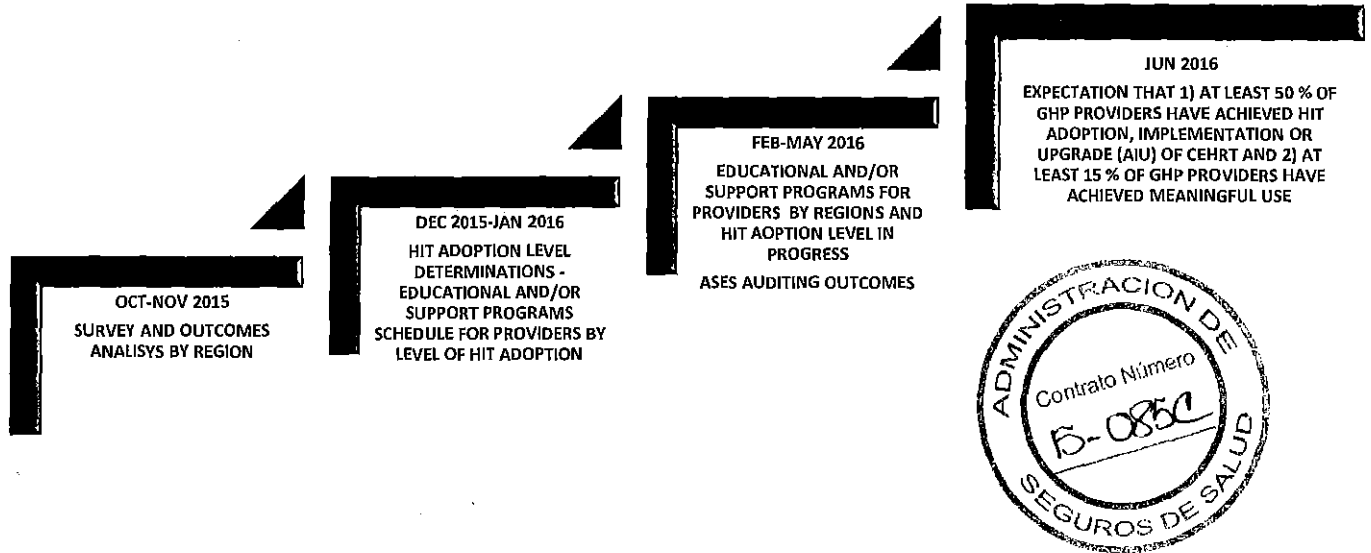 OCT-NOV 2015
SURVEY AND OUTCOMES
ANALISYS BY REGION
DEC 2015-JAN 2016
HIT ADOPTION LEVEL
DETERMINATIONS -
EDUCATIONAL AND/OR
SUPPORT PROGRAMS
SCHEDULE FOR PROVIDERS BY
LEVEL OF HIT ADOPTION
FEB-MAY 2016
EDUCATIONAL AND/OR
SUPPORT PROGRAMS FOR
PROVIDERS BY REGIONS AND
HIT AOPTION LEVEL IN
PROGRESS
ASES AUDITING OUTCOMES
JUN 2016
EXPECTATION THAT 1) AT LEAST 50 % OF
GHP PROVIDERS HAVE ACHIEVED HIT
ADOPTION, IMPLEMENTATION OR
UPGRADE (AIU) OF CEHRT AND 2) AT
LEAST 15 % OF GHP PROVIDERS HAVE
ACHIEVED MEANINGFUL USE
ADMINISTRACION DE
Contrato Número
15-085C
SEGUROS DE SALUD